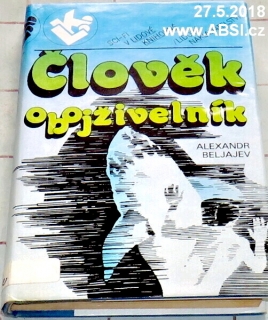 27.5.2018
www.ABSI.cz
Člověk
obojživelník
ALEXANDR
BELJAJEV